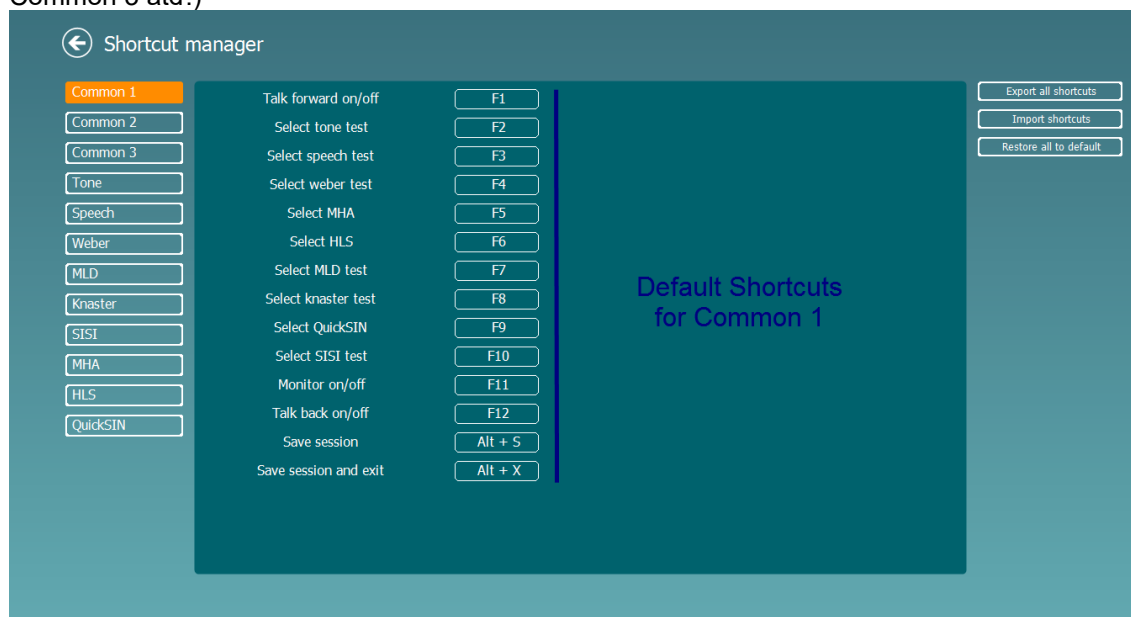 Common 3 atd.)
Shortcut manager
Common 1
Common 2
Common 3
Tone
Speech
Weber
MLD
Knaster
SISI
MHA
HLS
QuickSIN
Talk forward on/off F1
Select tone test F2
Select speech test F3
Select weber test F4
Select MHA F5
Select HLS F6
Select MLD test F7
Select knaster test F8
Select QuickSIN F9
Select SISI test F10
Monitor on/off F11
Talk back on/off F12
Save session Alt + S
Save session and exit Alt + X
Default Shortcuts
for Common 1
Export all shortcuts
Import shortcuts
Restore all to default